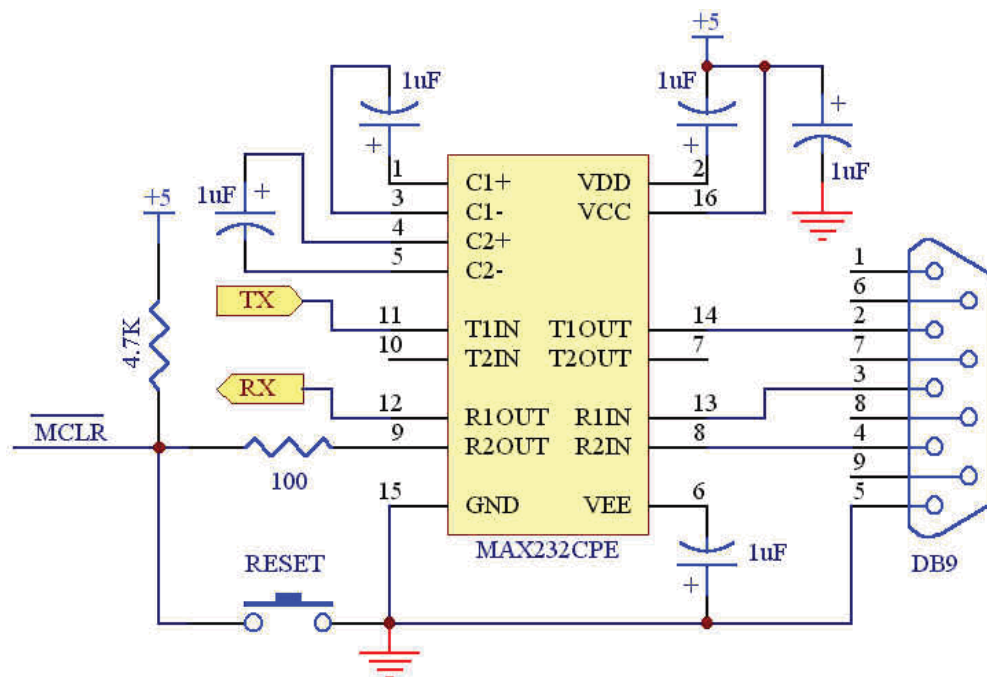 +5
1uF
1uF
+
+
+
1uF
+5
1uF
+
1
C1+
VDD
2
3
C1-
VCC
16
4
C2+
5
C2-
1
6
TX
11
T1IN
T1OUT
14
2
10
T2IN
T2OUT
7
7
4.7K
RX
3
12
R1OUT
R1IN
13
8
MCLR
9
R2OUT
R2IN
8
4
100
9
15
GND
VEE
6
5
MAX232CPE
1uF
+
DB9
RESET